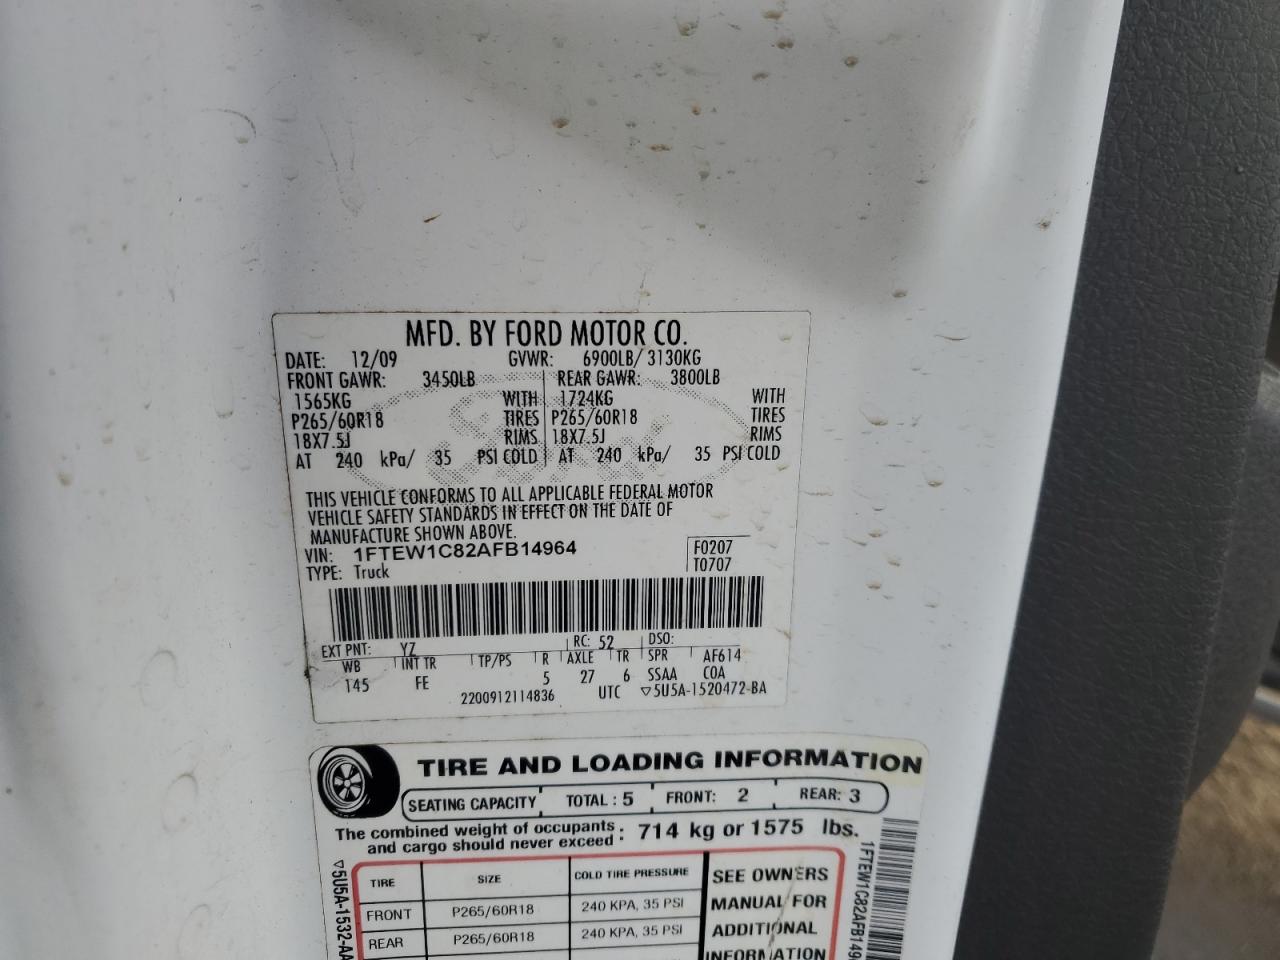 MFD. BY FORD MOTOR CO.
DATE: 12/09 GVWR: 6900LB/ 3130KG
FRONT GAWR: 3450LB REAR GAWR: 3800LB
1565KG WITH 1724KG WITH
P265/60R18 TIRES P265/60R18 TIRES
18X7.5J RIMS 18X7.5J RIMS
AT 240 kPa/ 35 PSI COLD AT 240 kPa/ 35 PSI COLD
THIS VEHICLE CONFORMS TO ALL APPLICABLE FEDERAL MOTOR
VEHICLE SAFETY STANDARDS IN EFFECT ON THE DATE OF
MANUFACTURE SHOWN ABOVE.
VIN: 1FTEW1C82AFB14964 F0207
TYPE: Truck T0707
EXT PNT: YZ RC: 52 DSO:
WB INT TR TP/PS R AXLE TR SPR AF614
145 FE 5 27 6 SSAA COA
2200912114836 UTC ▽5U5A-1520472-BA
TIRE AND LOADING INFORMATION
SEATING CAPACITY TOTAL : 5 FRONT: 2 REAR: 3
The combined weight of occupants
and cargo should never exceed : 714 kg or 1575 lbs.
TIRE SIZE COLD TIRE PRESSURE SEE OWNERS
FRONT P265/60R18 240 KPA, 35 PSI MANUAL FOR
REAR P265/60R18 240 KPA, 35 PSI ADDITIONAL
INFORMATION
▽5U5A-1532-AA
1FTEW1C82AFB149